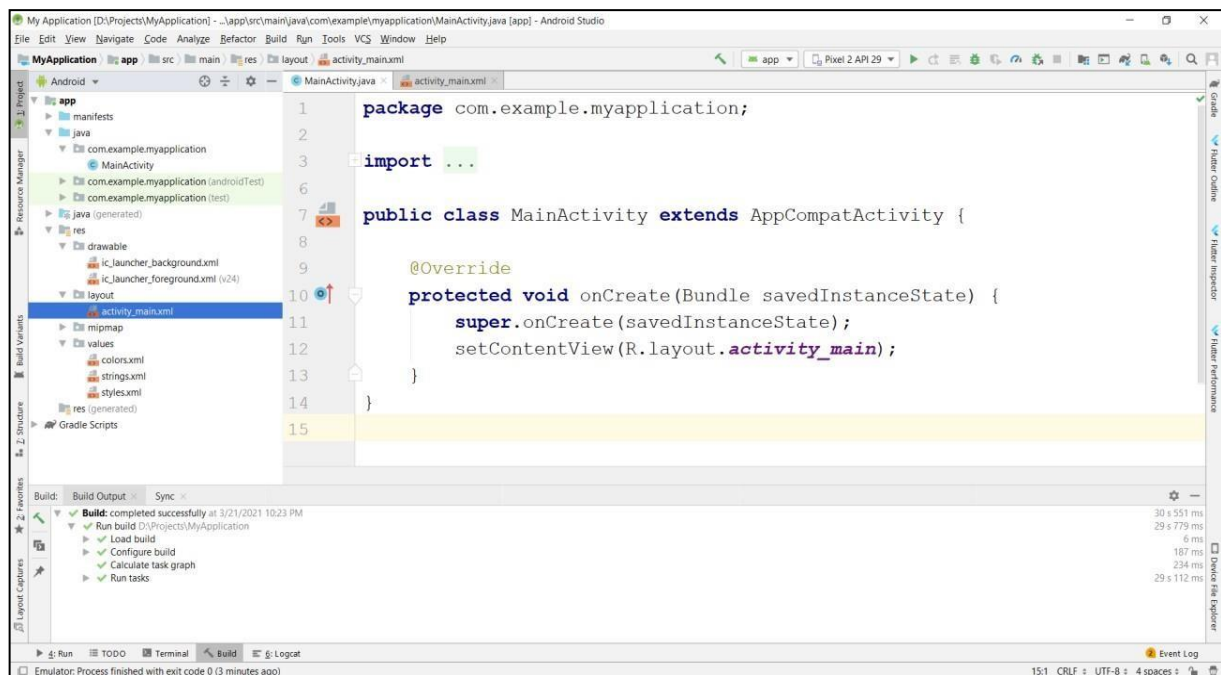 My Application [D:\Projects\MyApplication] - ...\app\src\main\java\com\example\myapplication\MainActivity.java [app] - Android Studio
File Edit View Navigate Code Analyze Refactor Build Run Tools VCS Window Help
MyApplication app src main res layout activity_main.xml app Pixel 2 API 29
Android
MainActivity.java activity_main.xml
1: Project
Resource Manager
Build Variants
7: Structure
2: Favorites
Layout Captures
app
manifests
java
com.example.myapplication
MainActivity
com.example.myapplication (androidTest)
com.example.myapplication (test)
java (generated)
res
drawable
ic_launcher_background.xml
ic_launcher_foreground.xml (v24)
layout
activity_main.xml
mipmap
values
colors.xml
strings.xml
styles.xml
res (generated)
Gradle Scripts
1 package com.example.myapplication;
2
3 import ...
6
7 public class MainActivity extends AppCompatActivity {
8
9 @Override
10 protected void onCreate(Bundle savedInstanceState) {
11 super.onCreate(savedInstanceState);
12 setContentView(R.layout.activity_main);
13 }
14 }
15
Gradle
Flutter Outline
Flutter Inspector
Flutter Performance
Device File Explorer
Build: Build Output Sync
Build: completed successfully at 3/21/2021 10:23 PM 30 s 551 ms
Run build D:\Projects\MyApplication 29 s 779 ms
Load build 6 ms
Configure build 187 ms
Calculate task graph 234 ms
Run tasks 29 s 112 ms
4: Run TODO Terminal Build 6: Logcat 2 Event Log
Emulator: Process finished with exit code 0 (3 minutes ago) 15:1 CRLF UTF-8 4 spaces